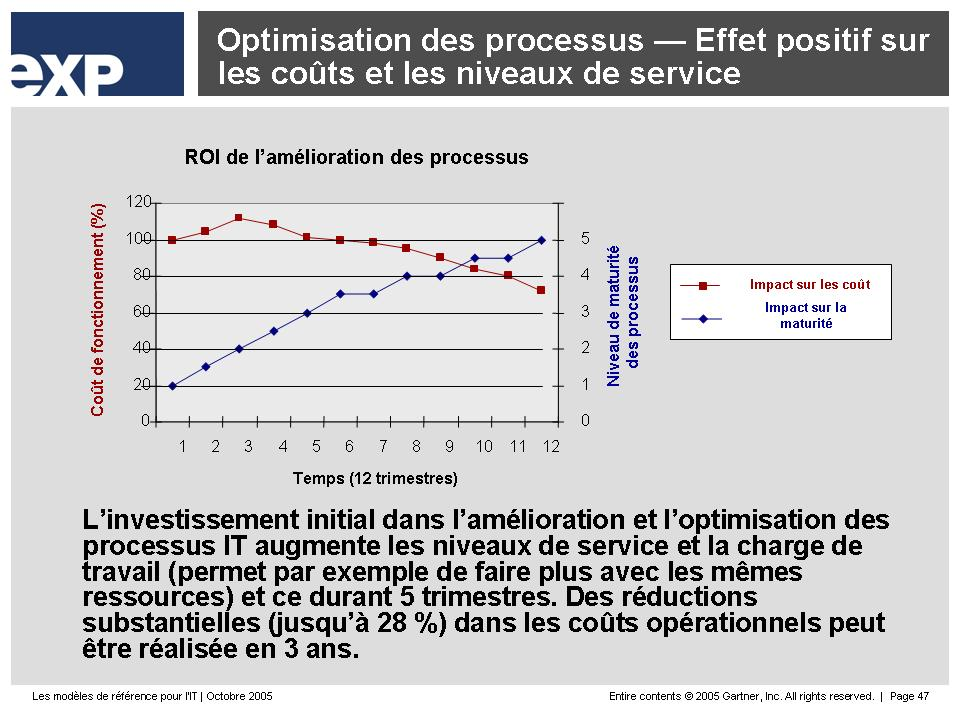 exp
Optimisation des processus — Effet positif sur
les coûts et les niveaux de service
ROI de l'amélioration des processus
Coût de fonctionnement (%)
120
100
80
60
40
20
0
5
4
3
2
1
0
Niveau de maturité
des processus
1 2 3 4 5 6 7 8 9 10 11 12
Temps (12 trimestres)
Impact sur les coût
Impact sur la
maturité
L'investissement initial dans l'amélioration et l'optimisation des
processus IT augmente les niveaux de service et la charge de
travail (permet par exemple de faire plus avec les mêmes
ressources) et ce durant 5 trimestres. Des réductions
substantielles (jusqu'à 28 %) dans les coûts opérationnels peut
être réalisée en 3 ans.
Les modèles de référence pour l'IT | Octobre 2005
Entire contents © 2005 Gartner, Inc. All rights reserved. | Page 47